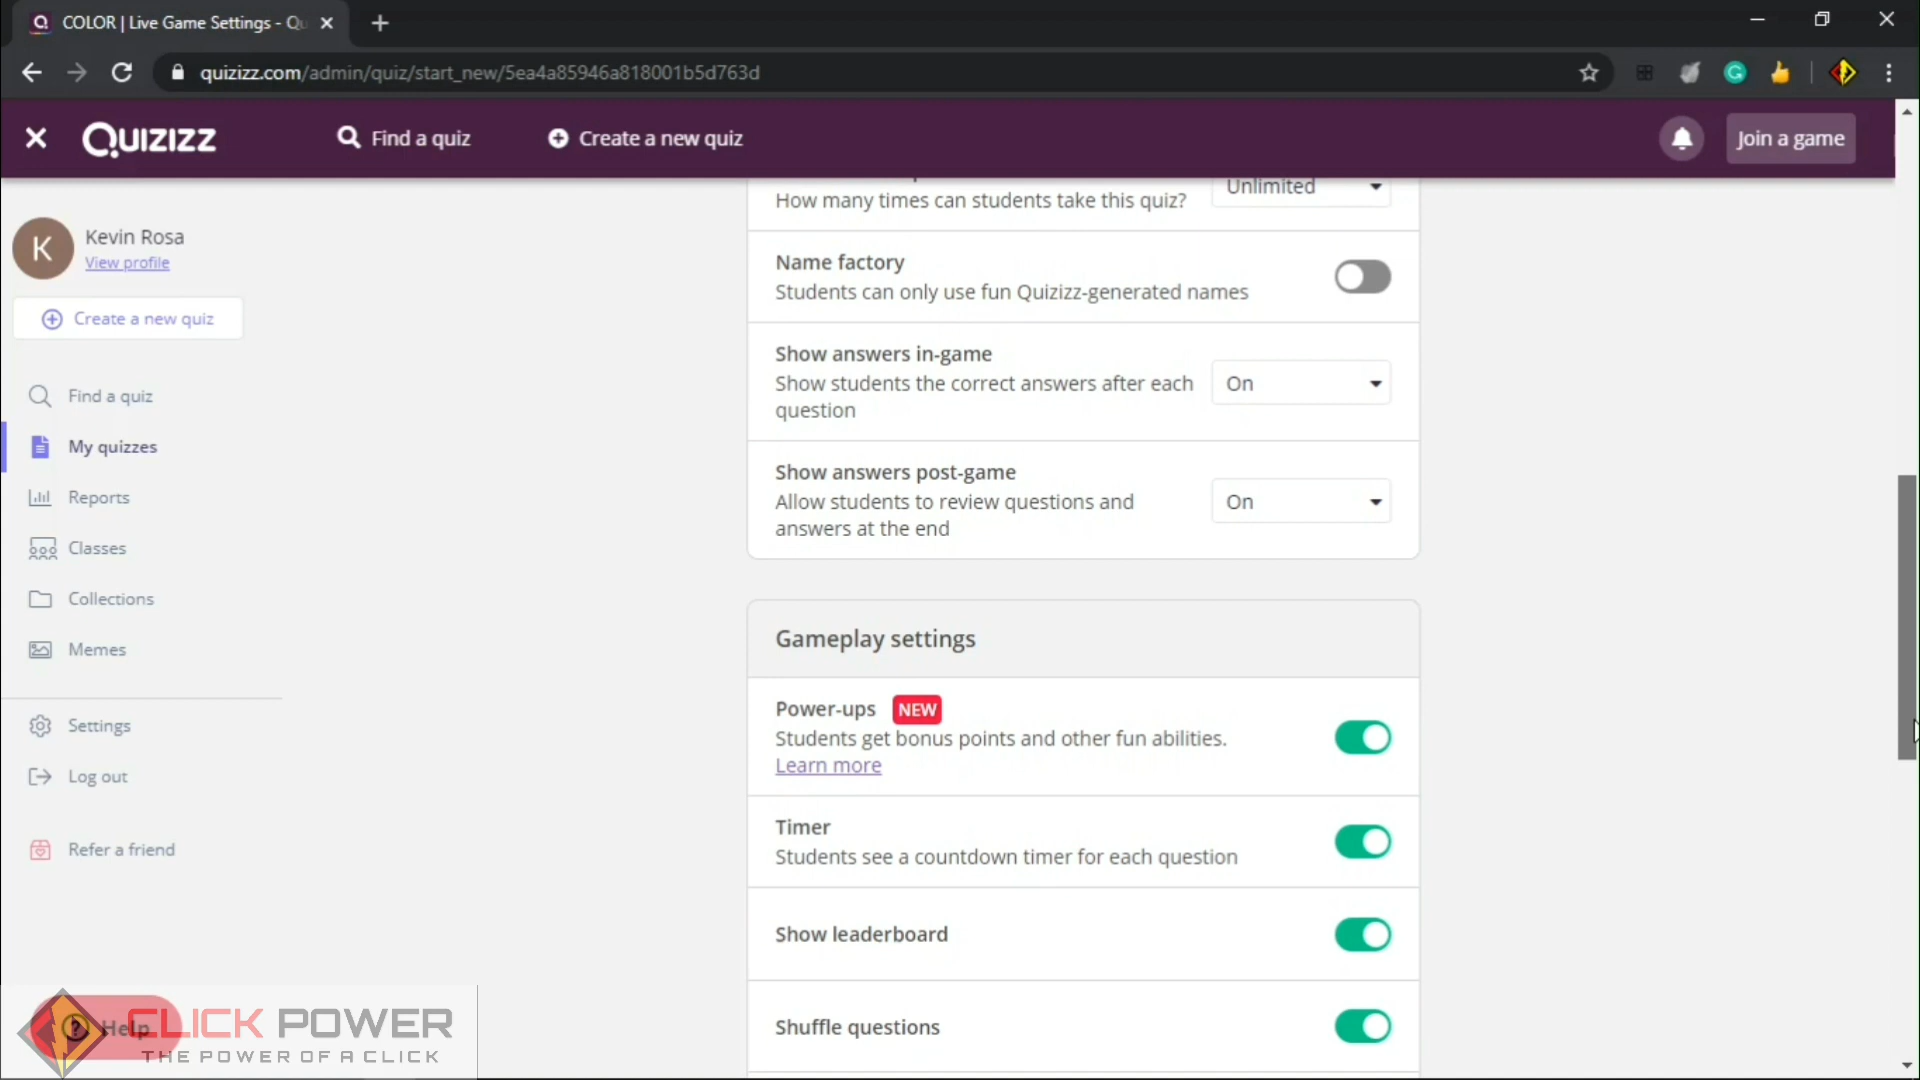 COLOR | Live Game Settings - Qu
quizizz.com/admin/quiz/start_new/5ea4a85946a818001b5d763d
Quizizz
Find a quiz
Create a new quiz
Join a game
K
Kevin Rosa
View profile
Create a new quiz
Find a quiz
My quizzes
Reports
Classes
Collections
Memes
Settings
Log out
Refer a friend
Help
CLICK POWER
THE POWER OF A CLICK
How many times can students take this quiz?
Unlimited
Name factory
Students can only use fun Quizizz-generated names
Show answers in-game
Show students the correct answers after each
question
On
Show answers post-game
Allow students to review questions and
answers at the end
On
Gameplay settings
Power-ups NEW
Students get bonus points and other fun abilities.
Learn more
Timer
Students see a countdown timer for each question
Show leaderboard
Shuffle questions